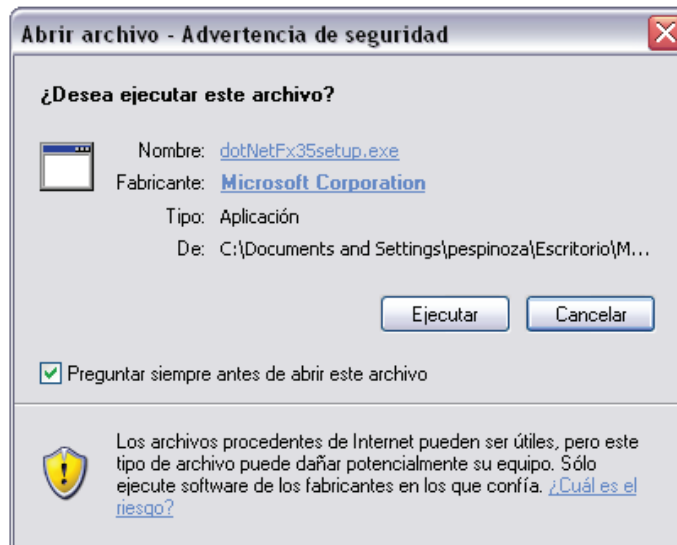 Abrir archivo - Advertencia de seguridad
¿Desea ejecutar este archivo?
Nombre: dotNetFx35setup.exe
Fabricante: Microsoft Corporation
Tipo: Aplicación
De: C:\Documents and Settings\pespinoza\Escritorio\M...
Ejecutar Cancelar
Preguntar siempre antes de abrir este archivo
Los archivos procedentes de Internet pueden ser útiles, pero este
tipo de archivo puede dañar potencialmente su equipo. Sólo
ejecute software de los fabricantes en los que confía. ¿Cuál es el
riesgo?